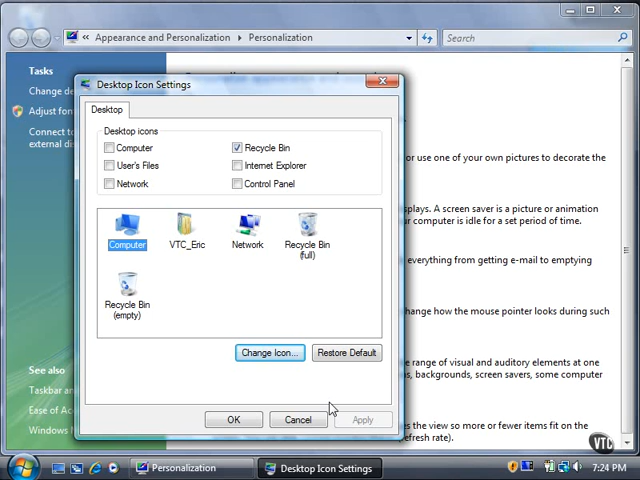 Appearance and Personalization
Personalization
Search
Tasks
Change de
Adjust fon
Connect to
external dis
See also
Taskbar an
Ease of Ac
Windows
Desktop Icon Settings
Desktop
Desktop icons
Computer
Recycle Bin
User's Files
Internet Explorer
Network
Control Panel
Computer
VTC_Eric
Network
Recycle Bin
(full)
Recycle Bin
(empty)
Change Icon...
Restore Default
OK
Cancel
Apply
or use one of your own pictures to decorate the
splays. A screen saver is a picture or animation
ur computer is idle for a set period of time.
everything from getting e-mail to emptying
hange how the mouse pointer looks during such
range of visual and auditory elements at one
s, backgrounds, screen savers, some computer
s the view so more or fewer items fit on the
refresh rate).
VTC
Personalization
Desktop Icon Settings
7:24 PM